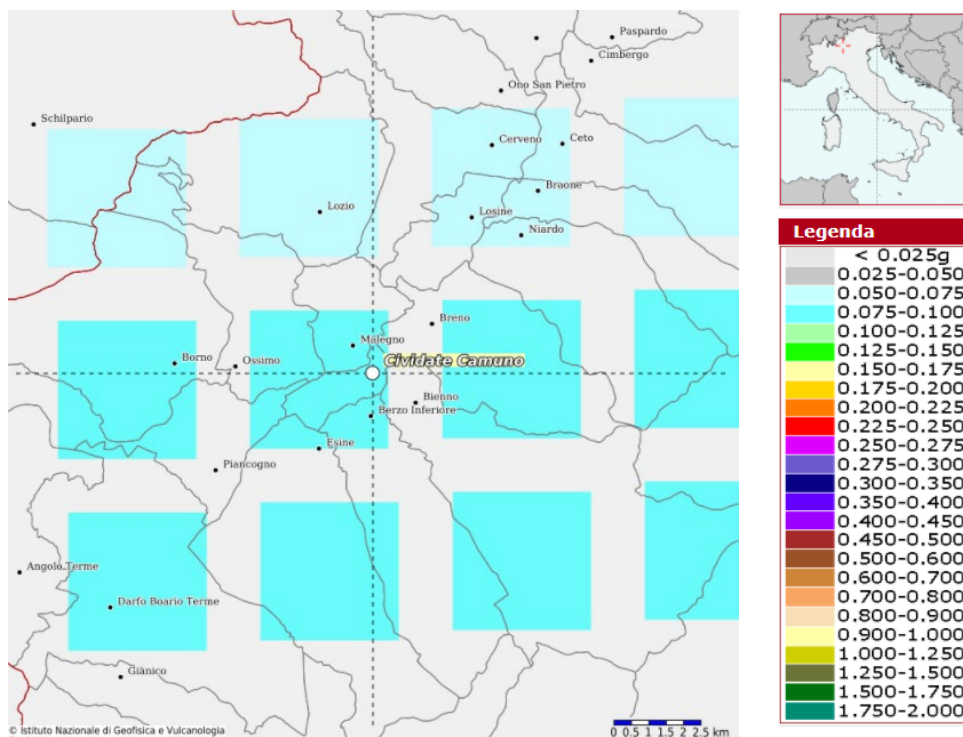 Paspardo
Cimbergo
Ono San Pietro
Schilpario
Cerveno
Ceto
Braone
Lozio
Losine
Niardo
Breno
Malegno
Borno
Ossimo
Cividate Camuno
Bienno
Berzo Inferiore
Esine
Piancogno
Angolo Terme
Darfo Boario Terme
Giànico
© Istituto Nazionale di Geofisica e Vulcanologia
0 0.5 1 1.5 2 2.5 km
Legenda
< 0.025g
0.025-0.050
0.050-0.075
0.075-0.100
0.100-0.125
0.125-0.150
0.150-0.175
0.175-0.200
0.200-0.225
0.225-0.250
0.250-0.275
0.275-0.300
0.300-0.350
0.350-0.400
0.400-0.450
0.450-0.500
0.500-0.600
0.600-0.700
0.700-0.800
0.800-0.900
0.900-1.000
1.000-1.250
1.250-1.500
1.500-1.750
1.750-2.000